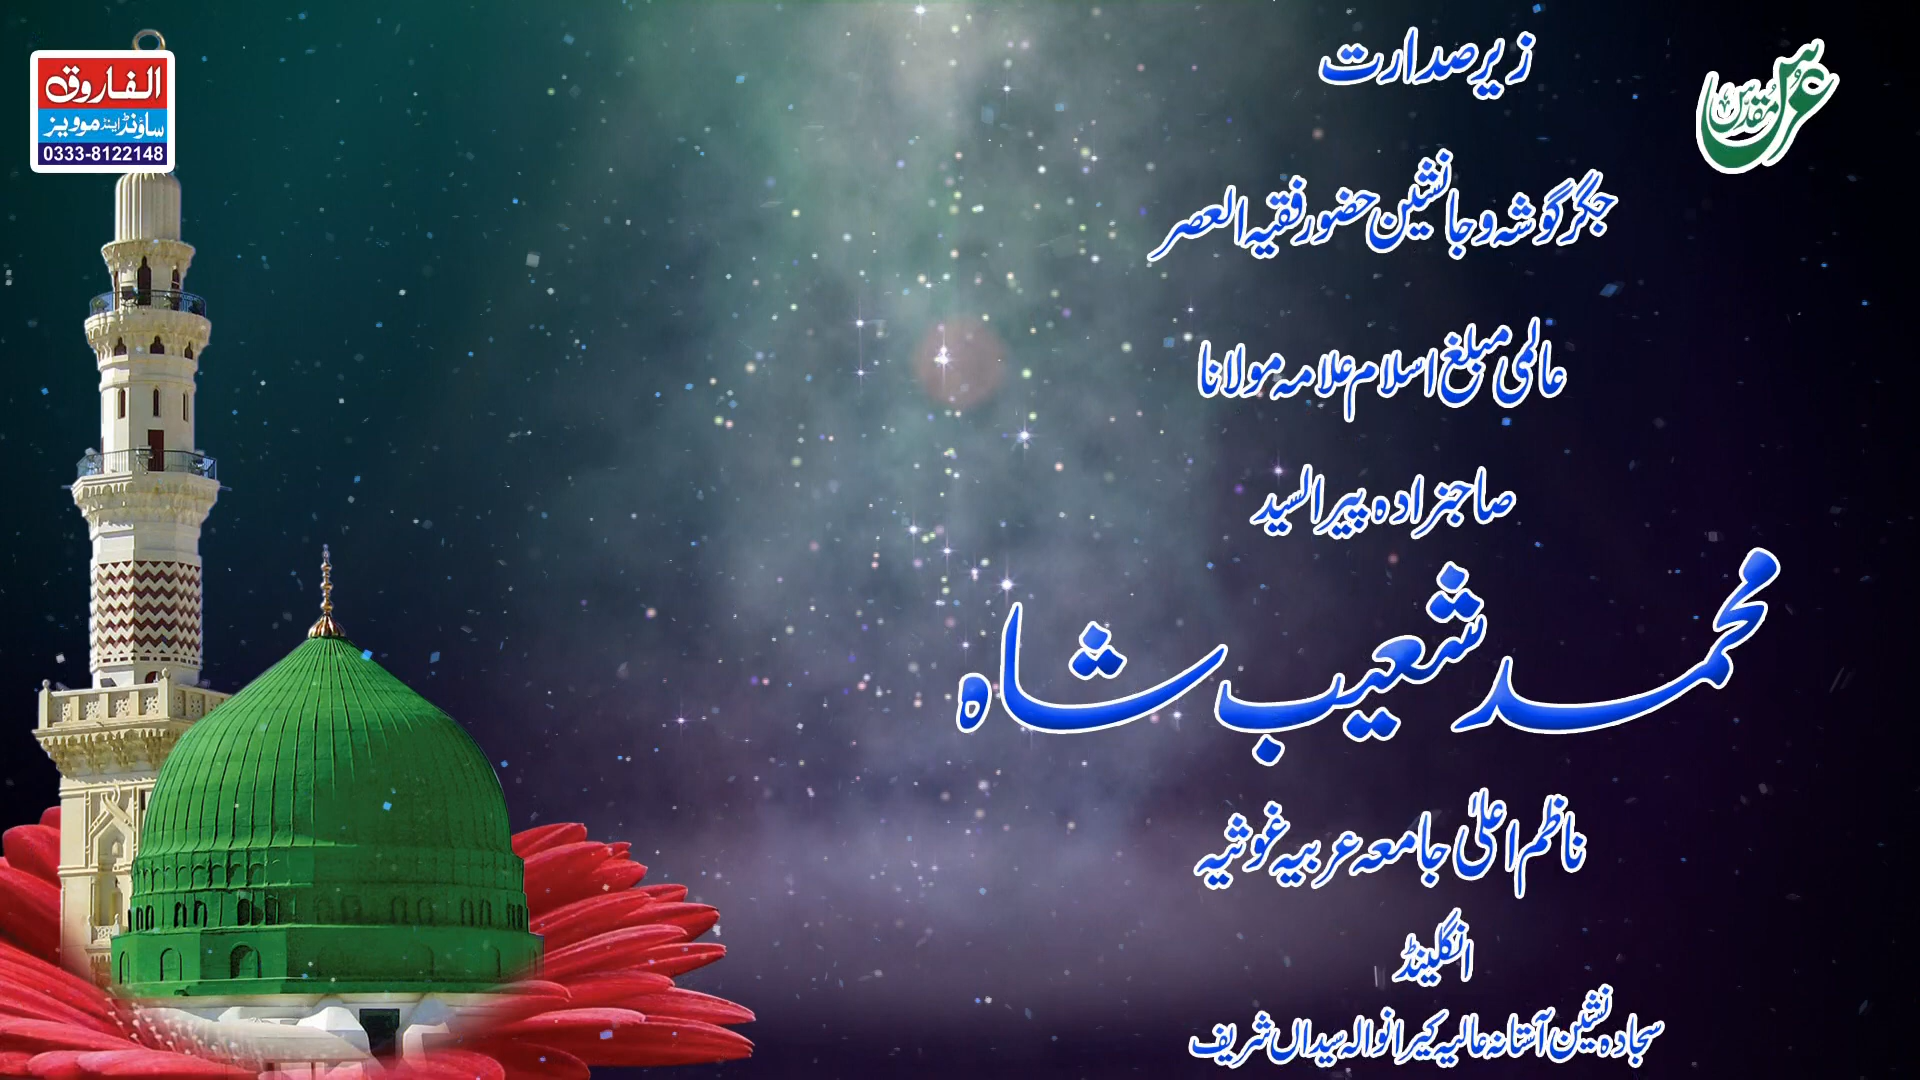 الفاروق
ساؤنڈ اینڈ موویز
0333-8122148
عرس مقدس
زیر صدارت
جگر گوشہ و جانشین حضور فقیہ العصر
عالمی مبلغ اسلام علامہ مولانا
صاحبزادہ پیر السید
محمد شعیب شاہ
ناظم اعلیٰ جامعہ عربیہ غوثیہ
انگلینڈ
سجادہ نشین آستانہ عالیہ کیرانوالہ سیداں شریف